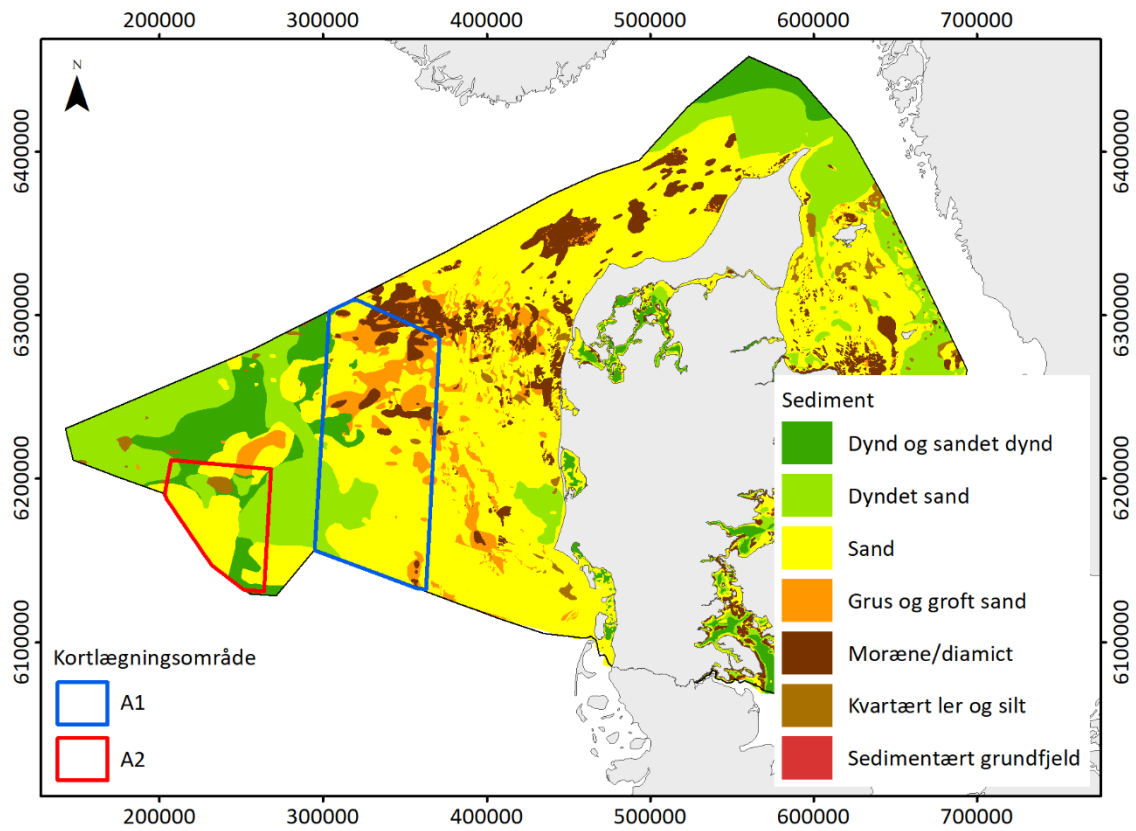 200000 300000 400000 500000 600000 700000
N
6400000 6400000
6300000 6300000
6200000 6200000
6100000 6100000
Sediment
Dynd og sandet dynd
Dyndet sand
Sand
Grus og groft sand
Moræne/diamict
Kvartært ler og silt
Sedimentært grundfjeld
Kortlægningsområde
A1
A2
200000 300000 400000 500000 600000 700000